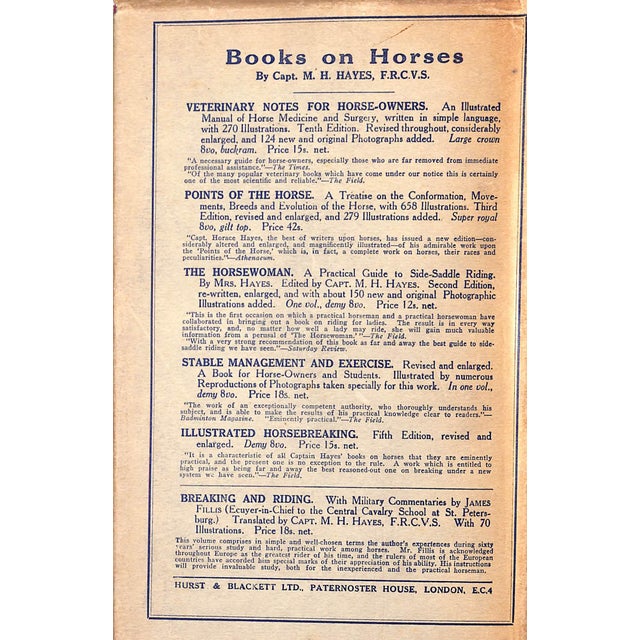 Books on Horses
By Capt. M. H. HAYES, F.R.C.V.S.
VETERINARY NOTES FOR HORSE-OWNERS. An Illustrated
Manual of Horse Medicine and Surgery, written in simple language,
with 270 Illustrations. Tenth Edition. Revised throughout, considerably
enlarged, and 124 new and original Photographs added. Large crown
8vo, buckram. Price 15s. net.
"A necessary guide for horse-owners, especially those who are far removed from immediate
professional assistance."—The Times.
"Of the many popular veterinary books which have come under our notice this is certainly
one of the most scientific and reliable."—The Field.
POINTS OF THE HORSE. A Treatise on the Conformation, Move-
ments, Breeds and Evolution of the Horse, with 658 Illustrations. Third
Edition, revised and enlarged, and 279 Illustrations added. Super royal
8vo, gilt top. Price 42s.
"Capt. Horace Hayes, the best of writers upon horses, has issued a new edition—con-
siderably altered and enlarged, and magnificently illustrated—of his admirable work upon
the 'Points of the Horse,' which is, in fact, a complete work on horses, their races and
peculiarities."—Athenaeum.
THE HORSEWOMAN. A Practical Guide to Side-Saddle Riding.
By MRS. HAYES. Edited by CAPT. M. H. HAYES. Second Edition,
re-written, enlarged, and with about 150 new and original Photographic
Illustrations added. One vol., demy 8vo. Price 12s. net.
"This is the first occasion on which a practical horseman and a practical horsewoman have
collaborated in bringing out a book on riding for ladies. The result is in every way
satisfactory, and, no matter how well a lady may ride, she will gain much valuable
information from a perusal of 'The Horsewoman.'"—The Field.
"With a very strong recommendation of this book as far and away the best guide to side-
saddle riding we have seen."—Saturday Review.
STABLE MANAGEMENT AND EXERCISE. Revised and enlarged.
A Book for Horse-Owners and Students. Illustrated by numerous
Reproductions of Photographs taken specially for this work. In one vol.,
demy 8vo. Price 18s. net.
"The work of an exceptionally competent authority, who thoroughly understands his
subject, and is able to make the results of his practical knowledge clear to readers."—
Badminton Magazine. "Eminently practical."—The Field.
ILLUSTRATED HORSEBREAKING. Fifth Edition, revised and
enlarged. Demy 8vo. Price 15s. net.
"It is a characteristic of all Captain Hayes' books on horses that they are eminently
practical, and the present one is no exception to the rule. A work which is entitled to
high praise as being far and away the best reasoned-out one on breaking under a new
system we have seen."—The Field.
BREAKING AND RIDING. With Military Commentaries by JAMES
FILLIS (Ecuyer-in-Chief to the Central Cavalry School at St. Peters-
burg.) Translated by CAPT. M. H. HAYES, F.R.C.V.S. With 70
Illustrations. Price 18s. net.
This volume comprises in simple and well-chosen terms the author's experiences during sixty
years' serious study and hard, practical work among horses. Mr. Fillis is acknowledged
throughout Europe as the greatest rider of his time, and the rulers of most of the European
countries have accorded him special marks of their appreciation of his ability. His instructions
will provide invaluable study, both for the inexperienced and the practical horseman.
HURST & BLACKETT LTD., PATERNOSTER HOUSE, LONDON, E.C.4